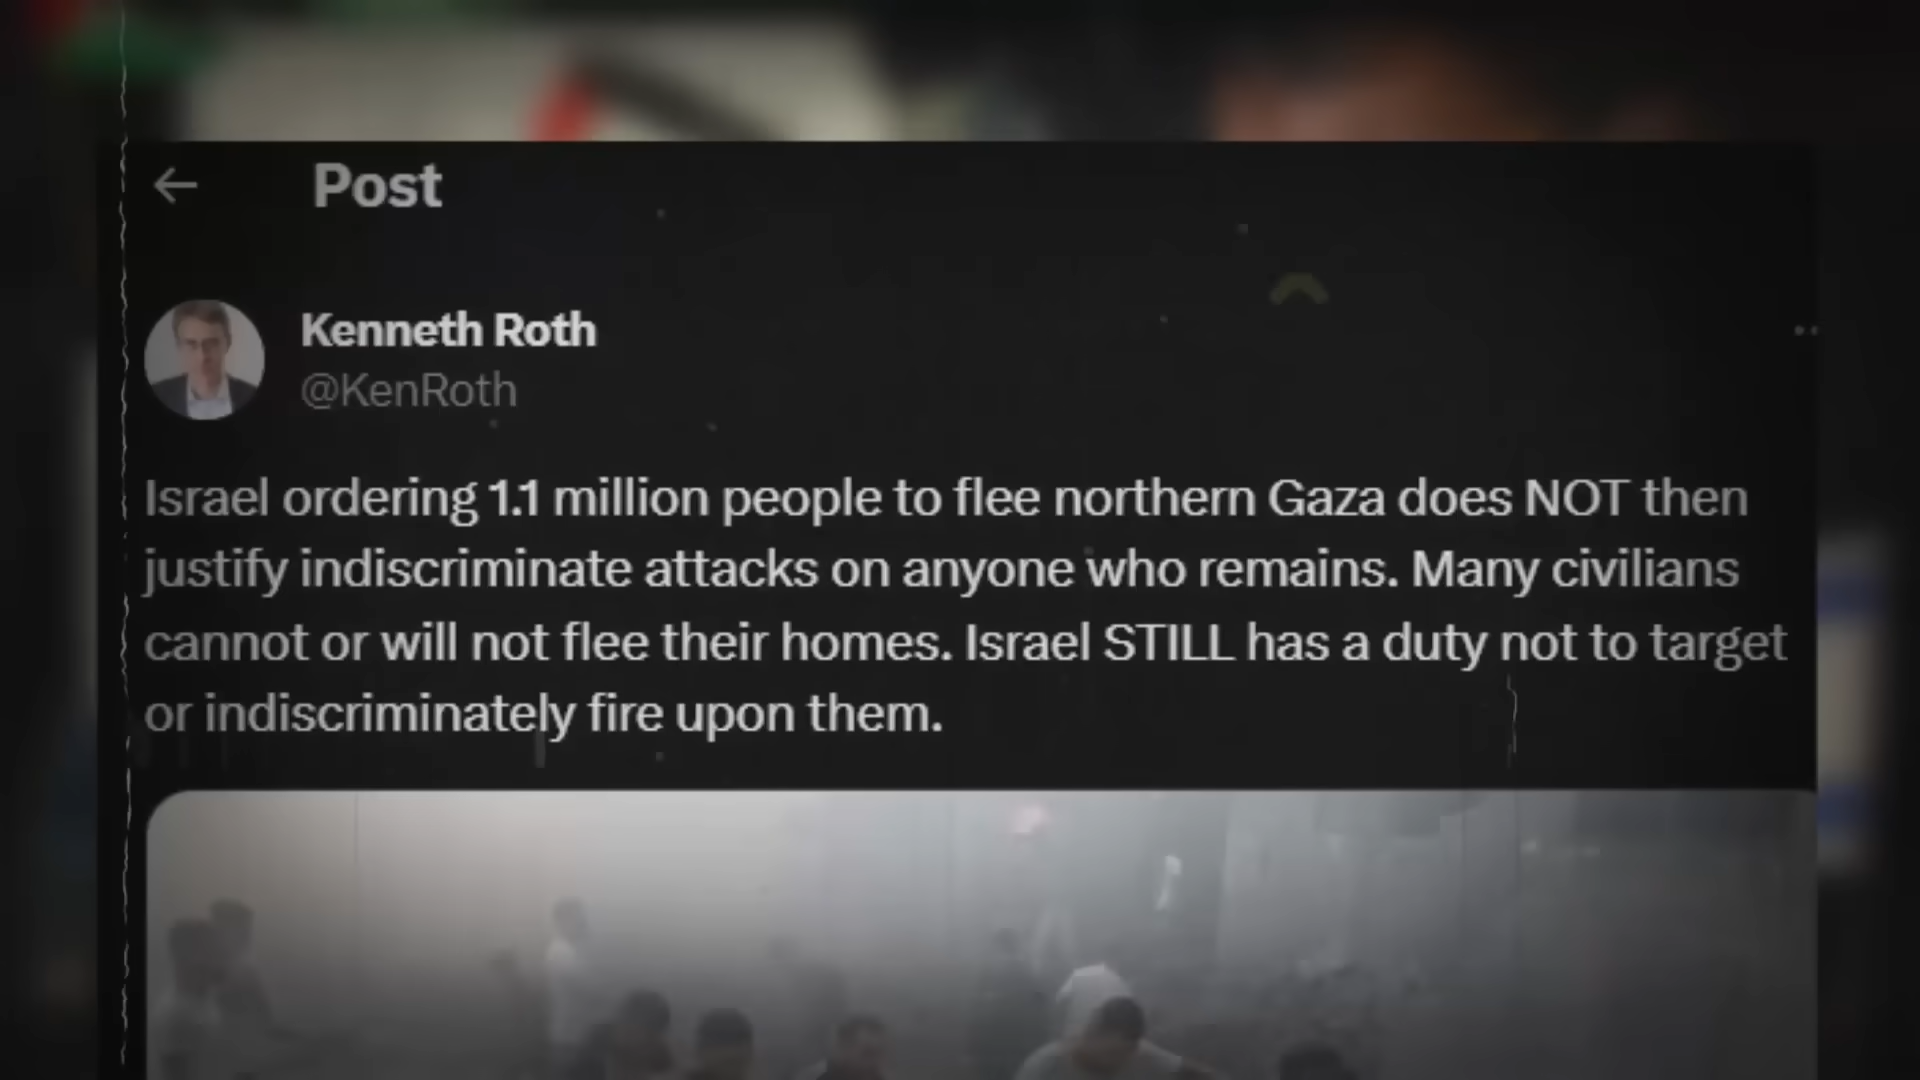 Post
Kenneth Roth
@KenRoth
Israel ordering 1.1 million people to flee northern Gaza does NOT then
justify indiscriminate attacks on anyone who remains. Many civilians
cannot or will not flee their homes. Israel STILL has a duty not to target
or indiscriminately fire upon them.